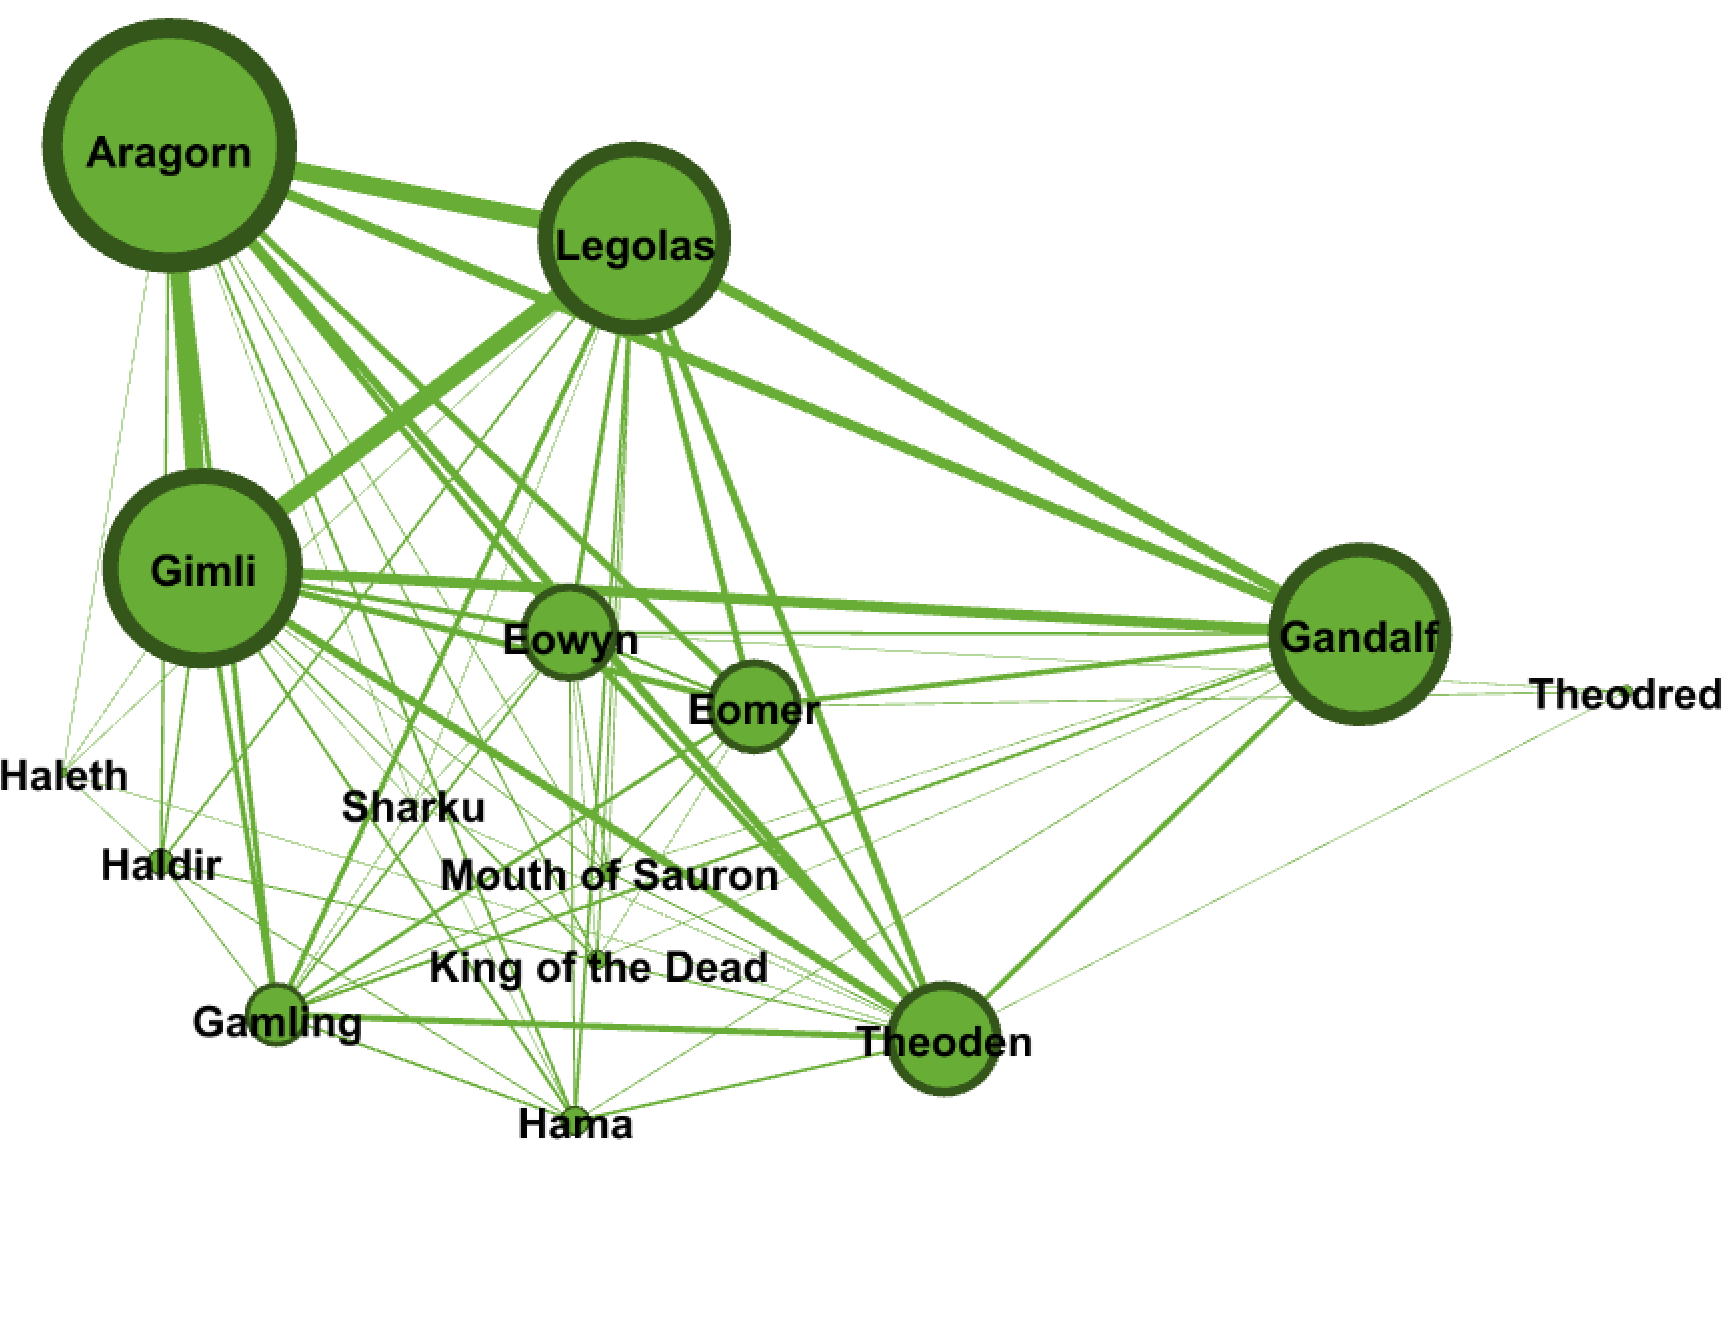 Aragorn
Legolas
Gimli
Eowyn
Gandalf
Eomer
Theodred
Haleth
Sharku
Haldir
Mouth of Sauron
King of the Dead
Gamling
Theoden
Hama